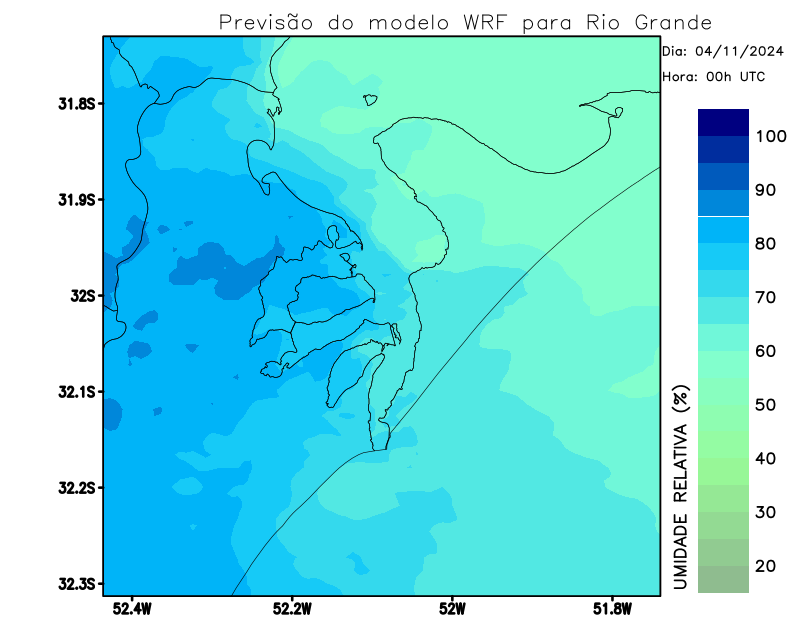 Previsão do modelo WRF para Rio Grande
Dia: 04/11/2024
Hora: 00h UTC
31.8S
31.9S
32S
32.1S
32.2S
32.3S
52.4W
52.2W
52W
51.8W
100
90
80
70
60
50
40
30
20
UMIDADE RELATIVA (%)